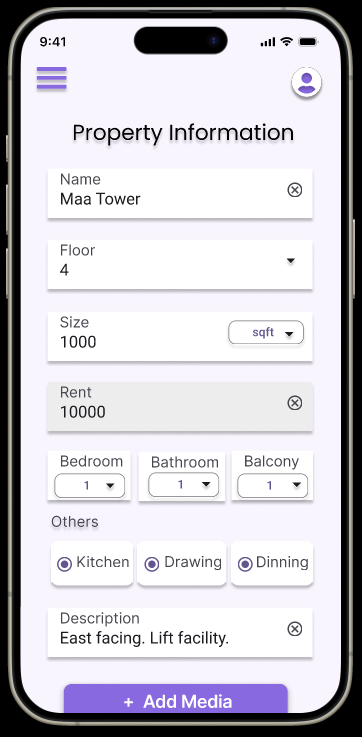 9:41
Property Information
Name
Maa Tower
Floor
4
Size
1000
sqft
Rent
10000
Bedroom Bathroom Balcony
1 1 1
Others
Kitchen Drawing Dinning
Description
East facing. Lift facility.
+ Add Media